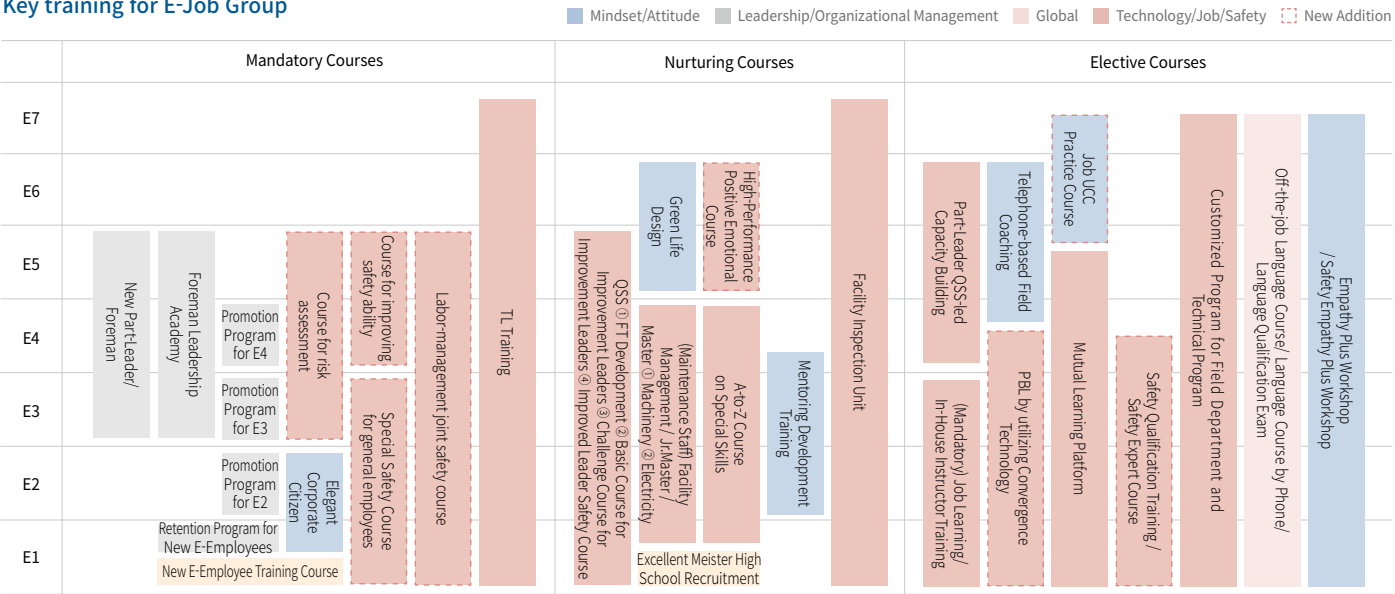 Key training for E-Job Group
Mindset/Attitude
Leadership/Organizational Management
Global
Technology/Job/Safety
New Addition
Mandatory Courses
Nurturing Courses
Elective Courses
E7
E6
E5
E4
E3
E2
E1
New Part-Leader/
Foreman
Foreman Leadership
Academy
Promotion
Program
for E4
Promotion
Program
for E3
Promotion
Program
for E2
Retention Program for
New E-Employees
New E-Employee Training Course
Course for risk
assessment
Elegant
Corporate
Citizen
Course for improving
safety ability
Special Safety Course
for general employees
Labor-management joint safety course
TL Training
QSS ① FT Development ② Basic Course for
Improvement Leaders ③ Challenge Course for
Improvement Leaders ④ Improved Leader Safety Course
Green Life
Design
(Maintenance Staff) Facility
Management / Jr.Master /
Master ① Machinery ② Electricity
High-Performance
Positive Emotional
Course
A-to-Z Course
on Special Skills
Excellent Meister High
School Recruitment
Mentoring Development
Training
Facility Inspection Unit
Part-Leader QSS-led
Capacity Building
(Mandatory) Job Learning/
In-House Instructor Training
Telephone-based Field
Coaching
PBL by utilizing Convergence
Technology
Job UCC
Practice Course
Mutual Learning Platform
Safety Qualification Training /
Safety Expert Course
Customized Program for Field Department and
Technical Program
Off-the-job Language Course/ Language Course by Phone/
Language Qualification Exam
Empathy Plus Workshop
/ Safety Empathy Plus Workshop